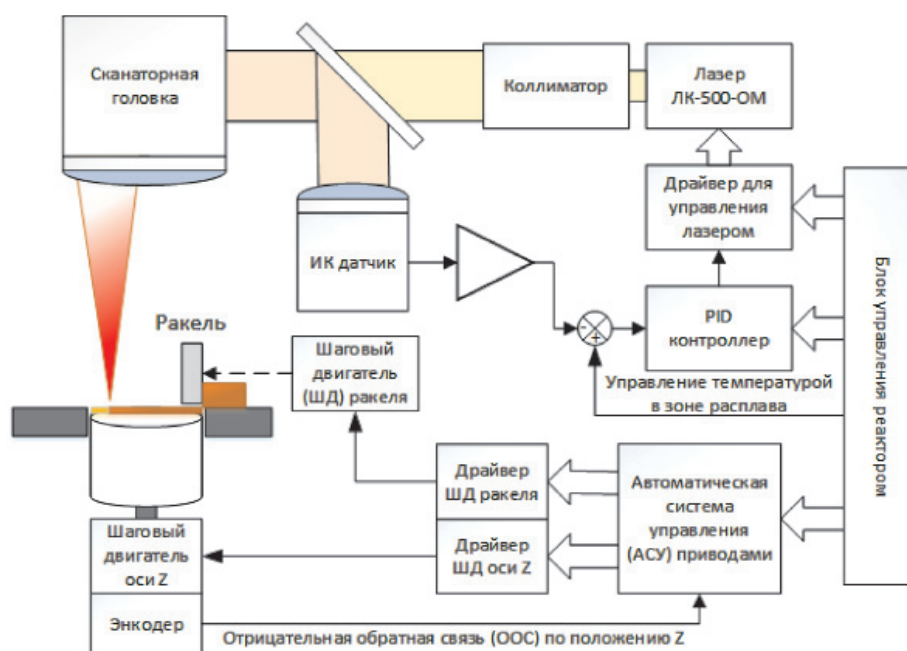 Сканаторная
головка
Коллиматор
Лазер
ЛК-500-ОМ
Драйвер для
управления
лазером
ИК датчик
PID
контроллер
Блок управления реактором
Ракель
Шаговый
двигатель
(ШД) ракеля
-
+
Управление температурой
в зоне расплава
Драйвер
ШД ракеля
Автоматическая
система
управления
(АСУ) приводами
Шаговый
двигатель
оси Z
Драйвер
ШД оси Z
Энкодер
Отрицательная обратная связь (ООС) по положению Z